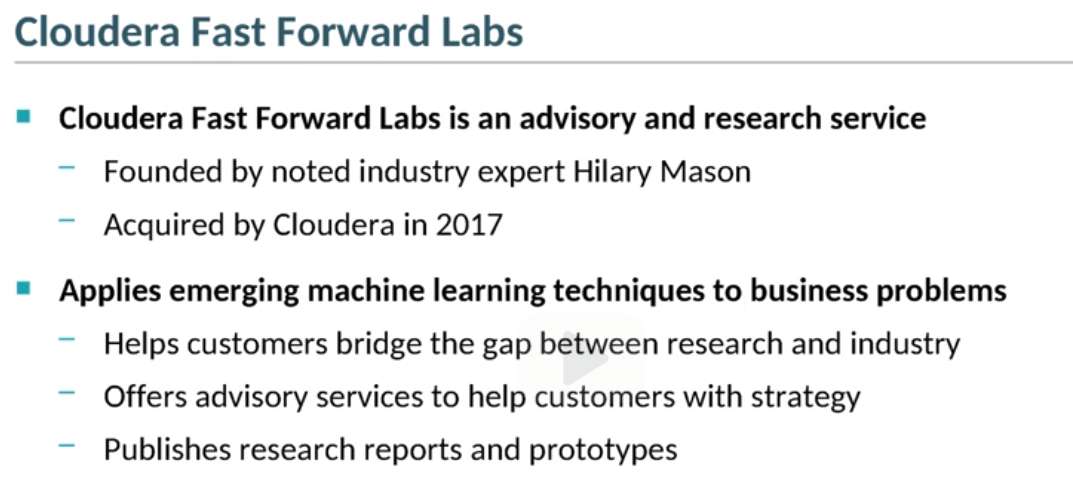 Cloudera Fast Forward Labs
Cloudera Fast Forward Labs is an advisory and research service
Founded by noted industry expert Hilary Mason
Acquired by Cloudera in 2017
Applies emerging machine learning techniques to business problems
Helps customers bridge the gap between research and industry
Offers advisory services to help customers with strategy
Publishes research reports and prototypes